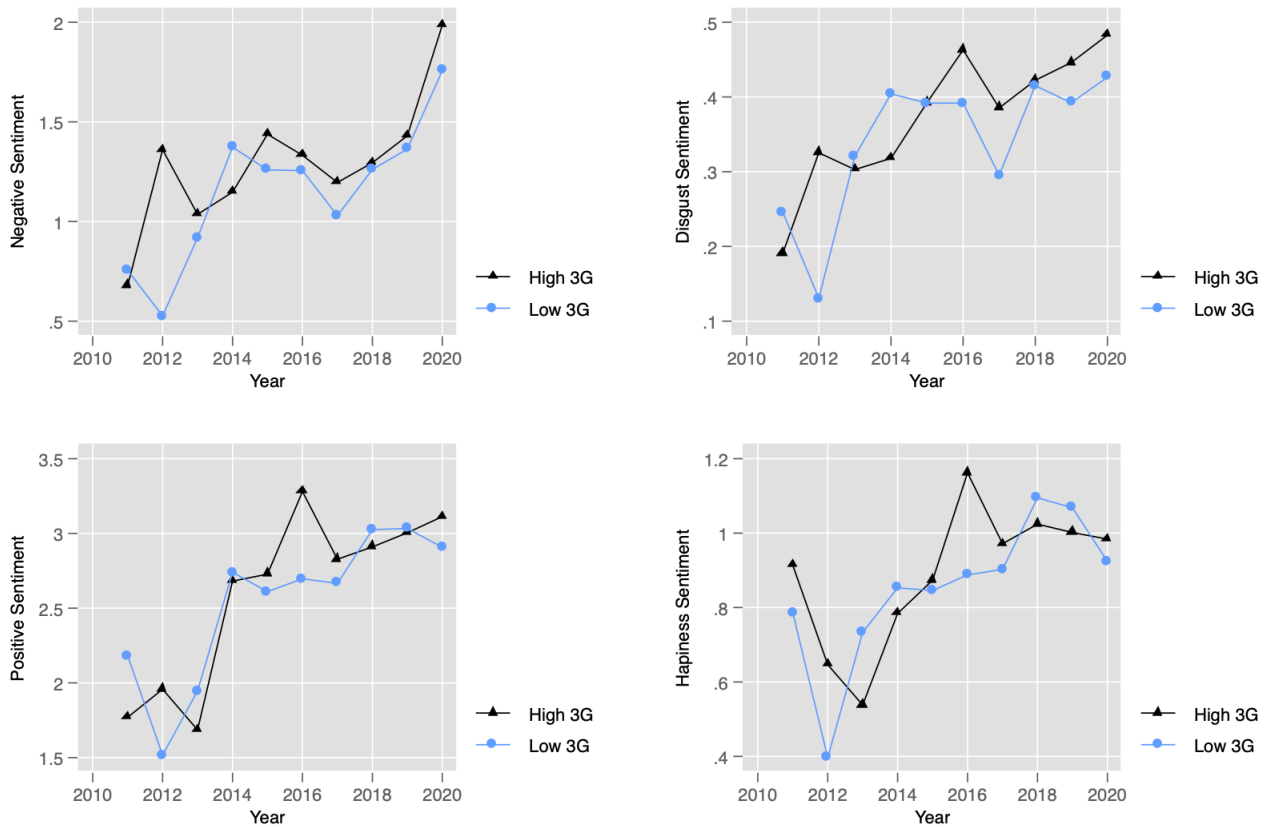 Negative Sentiment
2
1.5
1
.5
2010 2012 2014 2016 2018 2020
Year
High 3G
Low 3G
Disgust Sentiment
.5
.4
.3
.2
.1
2010 2012 2014 2016 2018 2020
Year
High 3G
Low 3G
Positive Sentiment
3.5
3
2.5
2
1.5
2010 2012 2014 2016 2018 2020
Year
High 3G
Low 3G
Hapiness Sentiment
1.2
1
.8
.6
.4
2010 2012 2014 2016 2018 2020
Year
High 3G
Low 3G